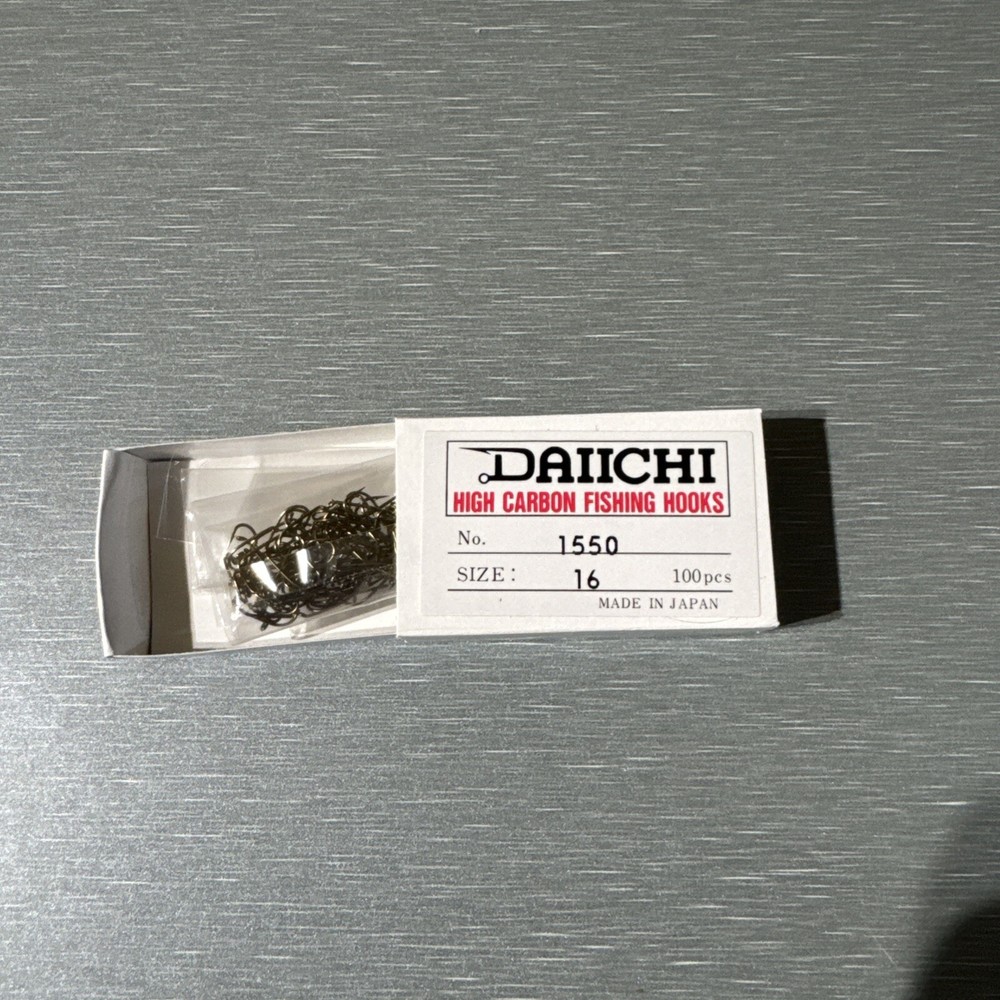 DAIICHI
HIGH CARBON FISHING HOOKS
No. 1550
SIZE: 16 100pcs
MADE IN JAPAN